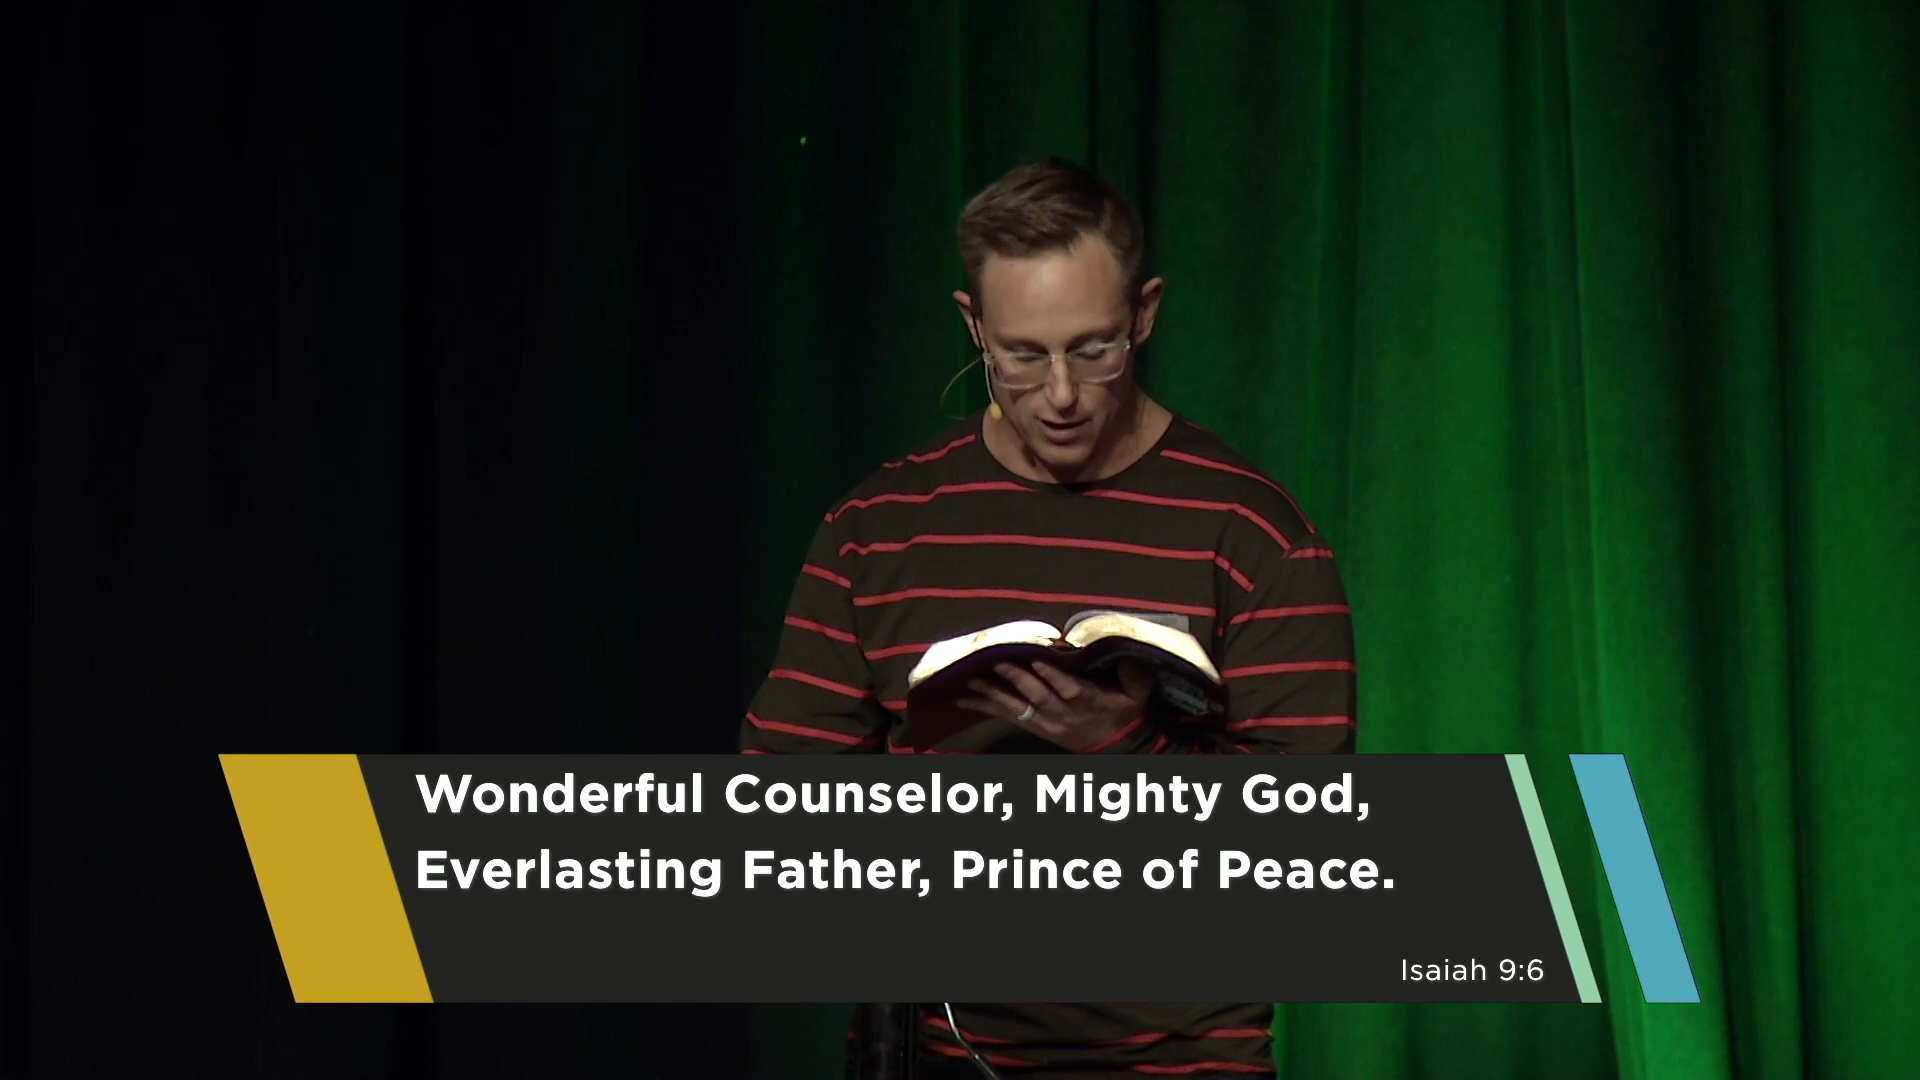 Wonderful Counselor, Mighty God,
Everlasting Father, Prince of Peace.
Isaiah 9:6